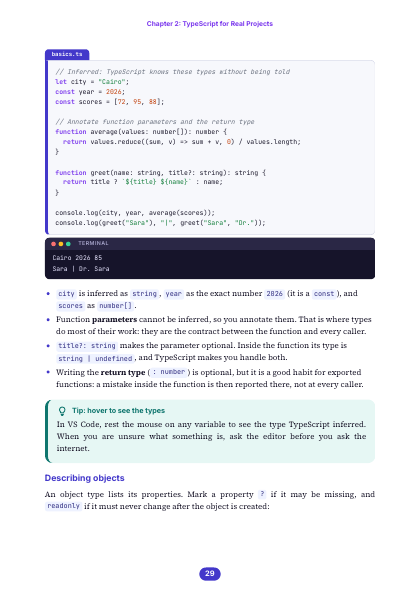 Chapter 2: TypeScript for Real Projects
basics.ts
// Inferred: TypeScript knows these types without being told
let city = "Cairo";
const year = 2026;
const scores = [72, 95, 88];
// Annotate function parameters and the return type
function average(values: number[]): number {
  return values.reduce((sum, v) => sum + v, 0) / values.length;
}
function greet(name: string, title?: string): string {
  return title ? `${title} ${name}` : name;
}
console.log(city, year, average(scores));
console.log(greet("Sara"), "|", greet("Sara", "Dr."));
TERMINAL
Cairo 2026 85
Sara | Dr. Sara
• city is inferred as string, year as the exact number 2026 (it is a const), and
scores as number[].
• Function parameters cannot be inferred, so you annotate them. That is where types
do most of their work: they are the contract between the function and every caller.
• title?: string makes the parameter optional. Inside the function its type is
string | undefined, and TypeScript makes you handle both.
• Writing the return type (: number) is optional, but it is a good habit for exported
functions: a mistake inside the function is then reported there, not at every caller.
Tip: hover to see the types
In VS Code, rest the mouse on any variable to see the type TypeScript inferred.
When you are unsure what something is, ask the editor before you ask the
internet.
Describing objects
An object type lists its properties. Mark a property ? if it may be missing, and
readonly if it must never change after the object is created:
29